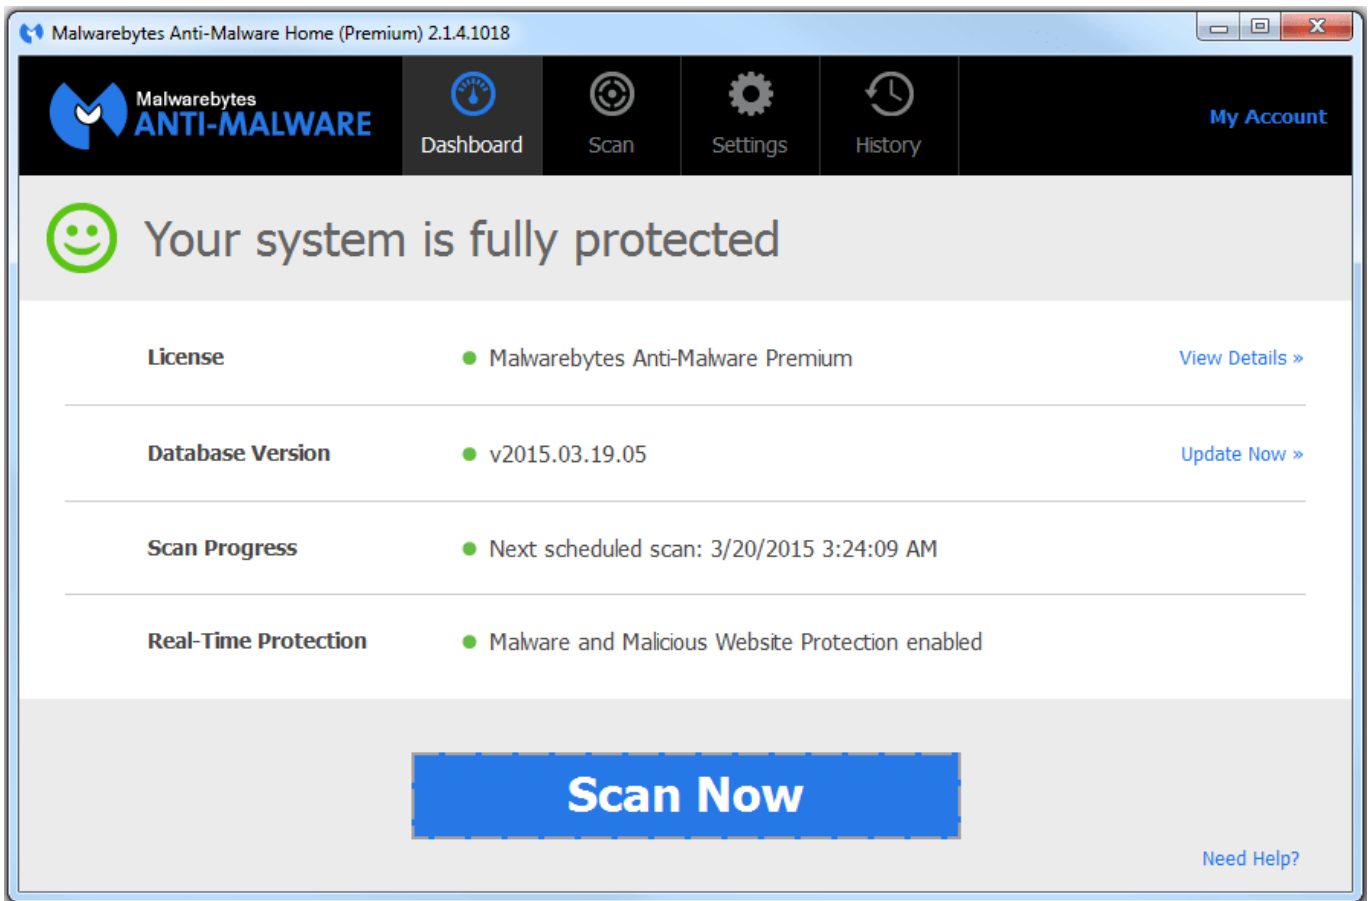 Malwarebytes Anti-Malware Home (Premium) 2.1.4.1018
Malwarebytes
ANTI-MALWARE
Dashboard
Scan
Settings
History
My Account
Your system is fully protected
License Malwarebytes Anti-Malware Premium View Details »
Database Version v2015.03.19.05 Update Now »
Scan Progress Next scheduled scan: 3/20/2015 3:24:09 AM
Real-Time Protection Malware and Malicious Website Protection enabled
Scan Now
Need Help?